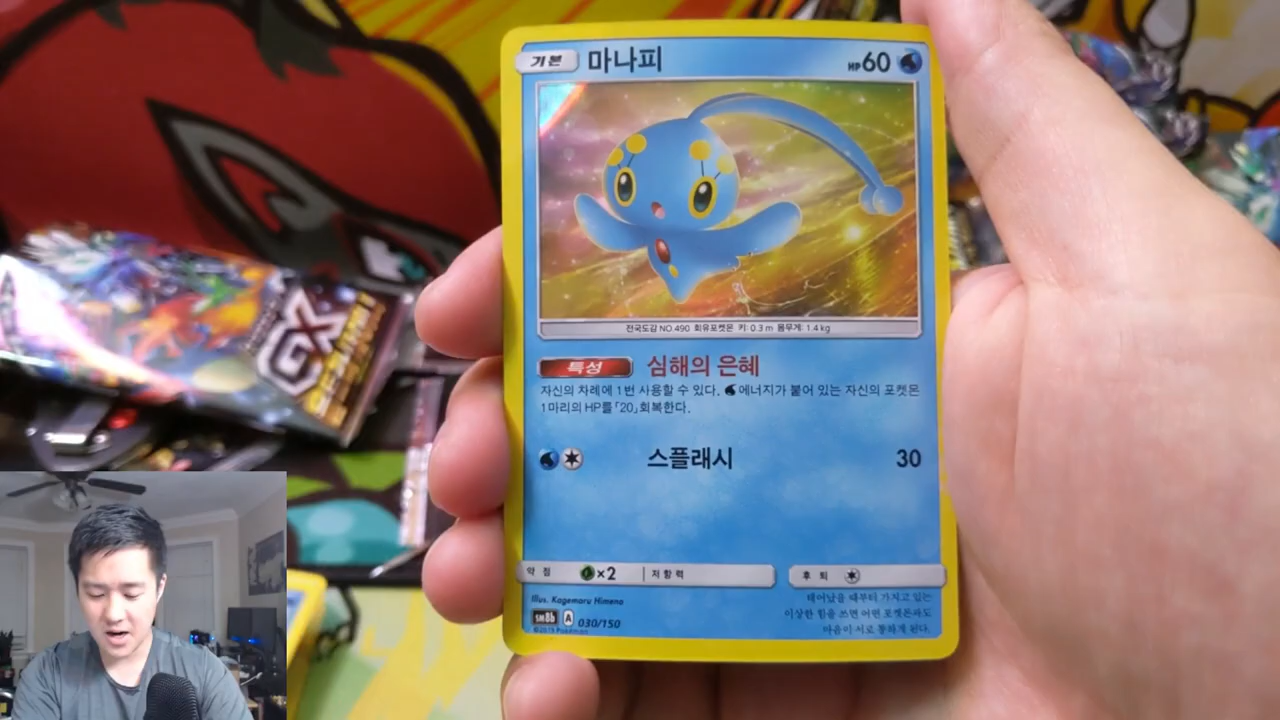 기본 마나피 HP 60
전국도감 NO.490 회유포켓몬 키: 0.3 m 몸무게: 1.4 kg
특성 심해의 은혜
자신의 차례에 1번 사용할 수 있다. 에너지가 붙어 있는 자신의 포켓몬
1마리의 HP를 「20」 회복한다.
스플래시 30
약점 ×2 저항력 후퇴
Illus. Kagemaru Himeno
태어났을 때부터 가지고 있는
이상한 힘을 쓰면 어떤 포켓몬과도
마음이 서로 통하게 된다.
SM8b A 030/150
GX